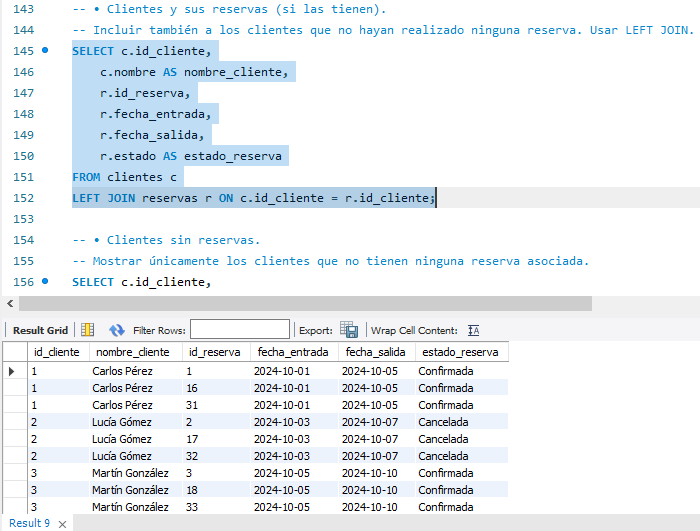 143 -- • Clientes y sus reservas (si las tienen).
144 -- Incluir también a los clientes que no hayan realizado ninguna reserva. Usar LEFT JOIN.
145 SELECT c.id_cliente,
146 c.nombre AS nombre_cliente,
147 r.id_reserva,
148 r.fecha_entrada,
149 r.fecha_salida,
150 r.estado AS estado_reserva
151 FROM clientes c
152 LEFT JOIN reservas r ON c.id_cliente = r.id_cliente;
153
154 -- • Clientes sin reservas.
155 -- Mostrar únicamente los clientes que no tienen ninguna reserva asociada.
156 SELECT c.id_cliente,
Result Grid Filter Rows: Export: Wrap Cell Content:
id_cliente nombre_cliente id_reserva fecha_entrada fecha_salida estado_reserva
1 Carlos Pérez 1 2024-10-01 2024-10-05 Confirmada
1 Carlos Pérez 16 2024-10-01 2024-10-05 Confirmada
1 Carlos Pérez 31 2024-10-01 2024-10-05 Confirmada
2 Lucía Gómez 2 2024-10-03 2024-10-07 Cancelada
2 Lucía Gómez 17 2024-10-03 2024-10-07 Cancelada
2 Lucía Gómez 32 2024-10-03 2024-10-07 Cancelada
3 Martín González 3 2024-10-05 2024-10-10 Confirmada
3 Martín González 18 2024-10-05 2024-10-10 Confirmada
3 Martín González 33 2024-10-05 2024-10-10 Confirmada
Result 9